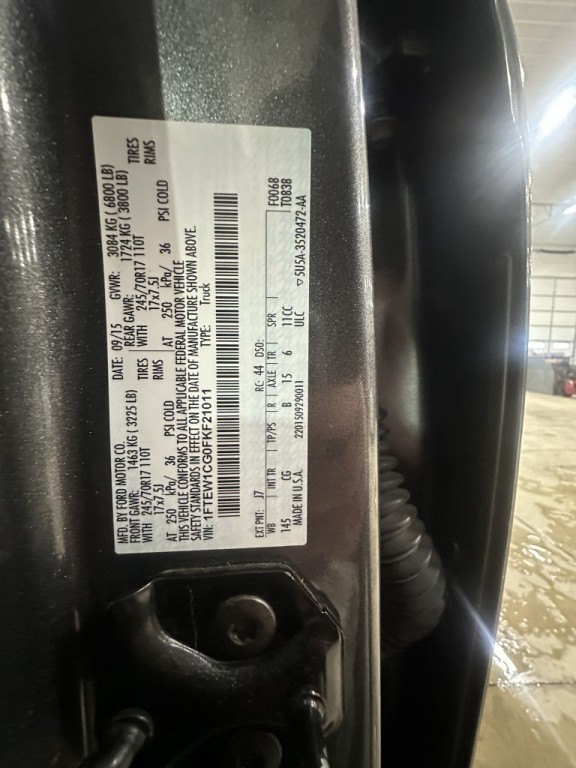 MFD. BY FORD MOTOR CO.
DATE: 09/15 GVWR: 3084 KG ( 6800 LB)
FRONT GAWR: 1463 KG ( 3225 LB) REAR GAWR: 1724 KG ( 3800 LB)
WITH 245/70R17 110T TIRES WITH 245/70R17 110T TIRES
17x7.5J RIMS 17x7.5J RIMS
AT 250 kPa/ 36 PSI COLD AT 250 kPa/ 36 PSI COLD
THIS VEHICLE CONFORMS TO ALL APPLICABLE FEDERAL MOTOR VEHICLE
SAFETY STANDARDS IN EFFECT ON THE DATE OF MANUFACTURE SHOWN ABOVE.
VIN: 1FTEW1CG0FKF21011 TYPE: Truck
EXT PNT: J7 RC: 44 DSO: F0068
WB INT TR TP/PS R AXLE TR SPR T0838
145 CG B 15 6 11CC
MADE IN U.S.A. 2201509290011 ULC 5U5A-3520472-AA